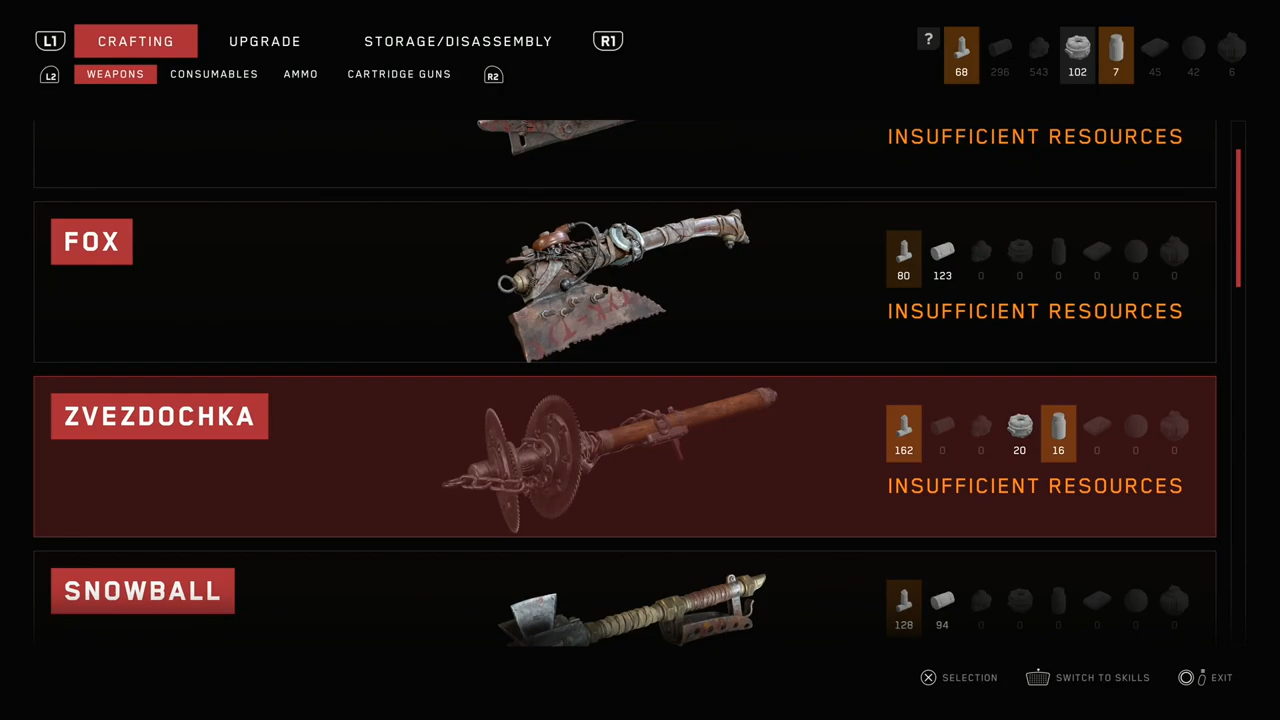 L1 CRAFTING UPGRADE STORAGE/DISASSEMBLY R1
L2 WEAPONS CONSUMABLES AMMO CARTRIDGE GUNS R2
?
68 296 543 102 7 45 42 6
INSUFFICIENT RESOURCES
FOX
80 123 0 0 0 0 0 0
INSUFFICIENT RESOURCES
ZVEZDOCHKA
162 0 0 20 16 0 0 0
INSUFFICIENT RESOURCES
SNOWBALL
128 94 0 0 0 0 0 0
SELECTION SWITCH TO SKILLS EXIT